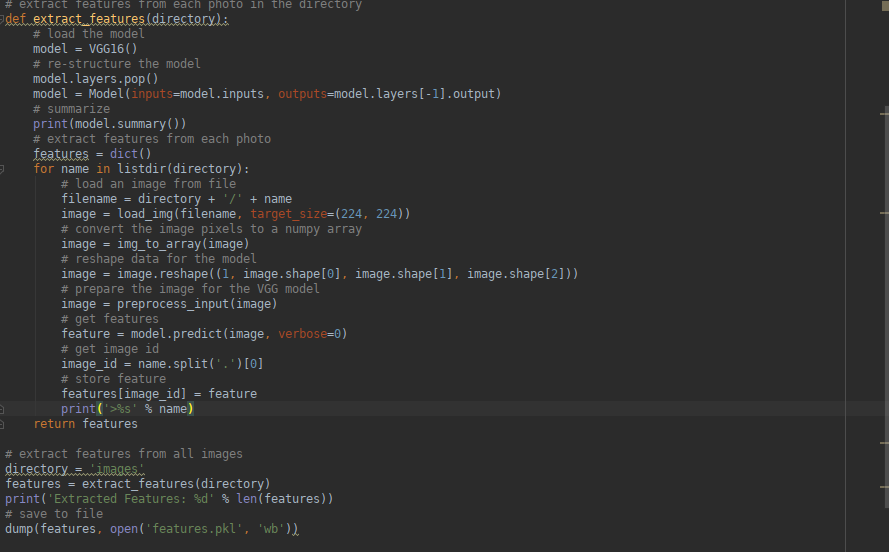 # extract features from each photo in the directory
def extract_features(directory):
    # load the model
    model = VGG16()
    # re-structure the model
    model.layers.pop()
    model = Model(inputs=model.inputs, outputs=model.layers[-1].output)
    # summarize
    print(model.summary())
    # extract features from each photo
    features = dict()
    for name in listdir(directory):
        # load an image from file
        filename = directory + '/' + name
        image = load_img(filename, target_size=(224, 224))
        # convert the image pixels to a numpy array
        image = img_to_array(image)
        # reshape data for the model
        image = image.reshape((1, image.shape[0], image.shape[1], image.shape[2]))
        # prepare the image for the VGG model
        image = preprocess_input(image)
        # get features
        feature = model.predict(image, verbose=0)
        # get image id
        image_id = name.split('.')[0]
        # store feature
        features[image_id] = feature
        print('>%s' % name)
    return features

# extract features from all images
directory = 'images'
features = extract_features(directory)
print('Extracted Features: %d' % len(features))
# save to file
dump(features, open('features.pkl', 'wb'))